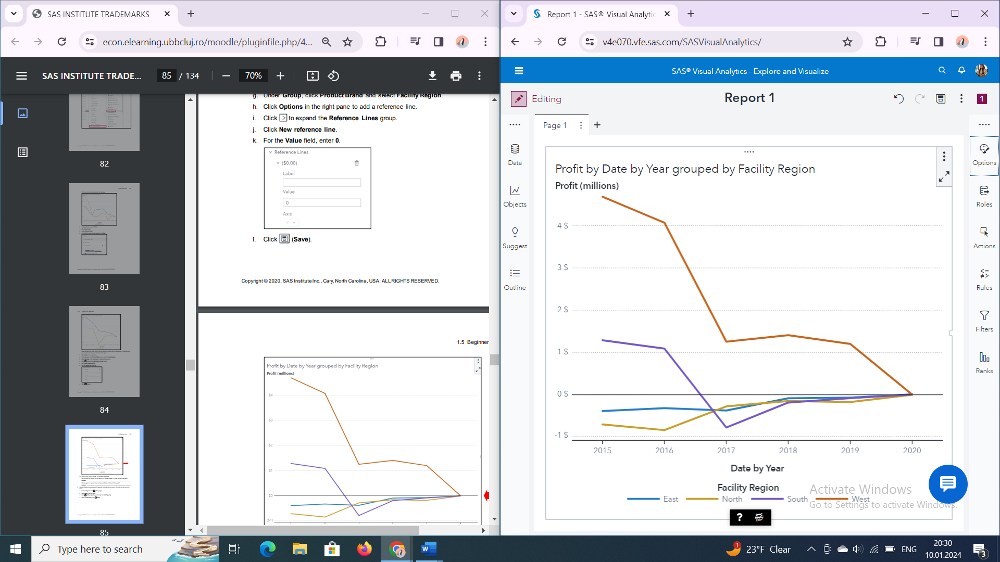 SAS INSTITUTE TRADEMARKS
econ.elearning.ubbcluj.ro/moodle/pluginfile.php/4...
SAS INSTITUTE TRADE...
85 / 134
70%
82
83
84
85
g. Under Group, click Product Brand and select Facility Region.
h. Click Options in the right pane to add a reference line.
i. Click > to expand the Reference Lines group.
j. Click New reference line.
k. For the Value field, enter 0.
Reference Lines
($0.00)
Label
Value
0
Axis
Y
l. Click (Save).
Copyright © 2020, SAS Institute Inc., Cary, North Carolina, USA. ALL RIGHTS RESERVED.
1.5 Beginner
Profit by Date by Year grouped by Facility Region
Profit (millions)
$4
$3
$2
$1
$0
($1)
Report 1 - SAS® Visual Analytic
v4e070.vfe.sas.com/SASVisualAnalytics/
SAS® Visual Analytics - Explore and Visualize
Editing
Report 1
1
Page 1
Data
Objects
Suggest
Outline
Profit by Date by Year grouped by Facility Region
Profit (millions)
4 $
3 $
2 $
1 $
0 $
-1 $
2015 2016 2017 2018 2019 2020
Date by Year
Facility Region
East North South West
Options
Roles
Actions
Rules
Filters
Ranks
Activate Windows
Go to Settings to activate Windows.
?
Type here to search
W
1
23°F Clear
ENG
20:30
10.01.2024
3